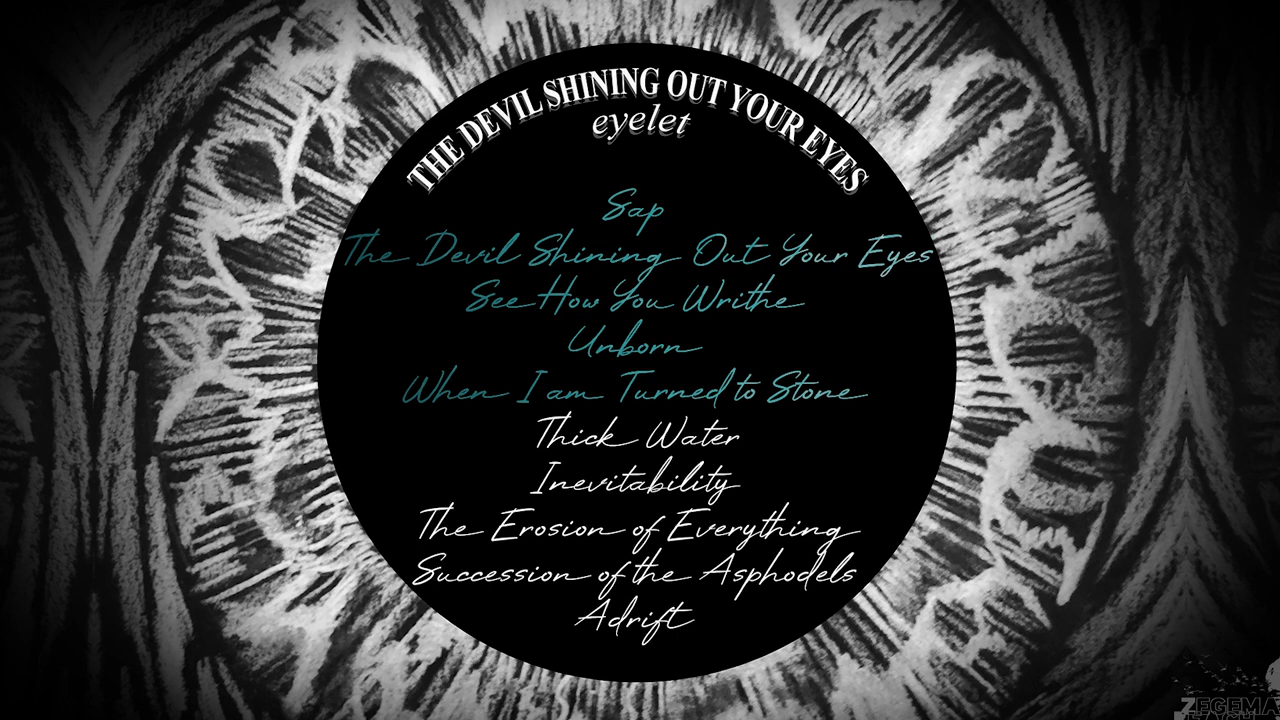 THE DEVIL SHINING OUT YOUR EYES
eyelet
Sap
The Devil Shining Out Your Eyes
See How You Writhe
Unborn
When I am Turned to Stone
Thick Water
Inevitability
The Erosion of Everything
Succession of the Asphodels
Adrift
ZEGEMA